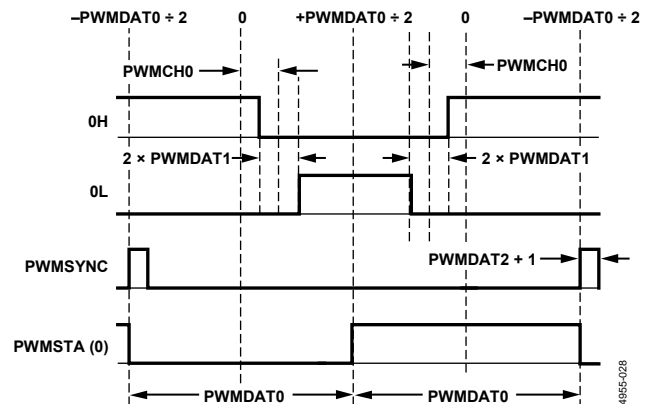 –PWMDAT0 ÷ 2 0 +PWMDAT0 ÷ 2 0 –PWMDAT0 ÷ 2
PWMCH0 PWMCH0
0H
2 × PWMDAT1 2 × PWMDAT1
0L
PWMSYNC PWMDAT2 + 1
PWMSTA (0)
PWMDAT0 PWMDAT0
4955-028